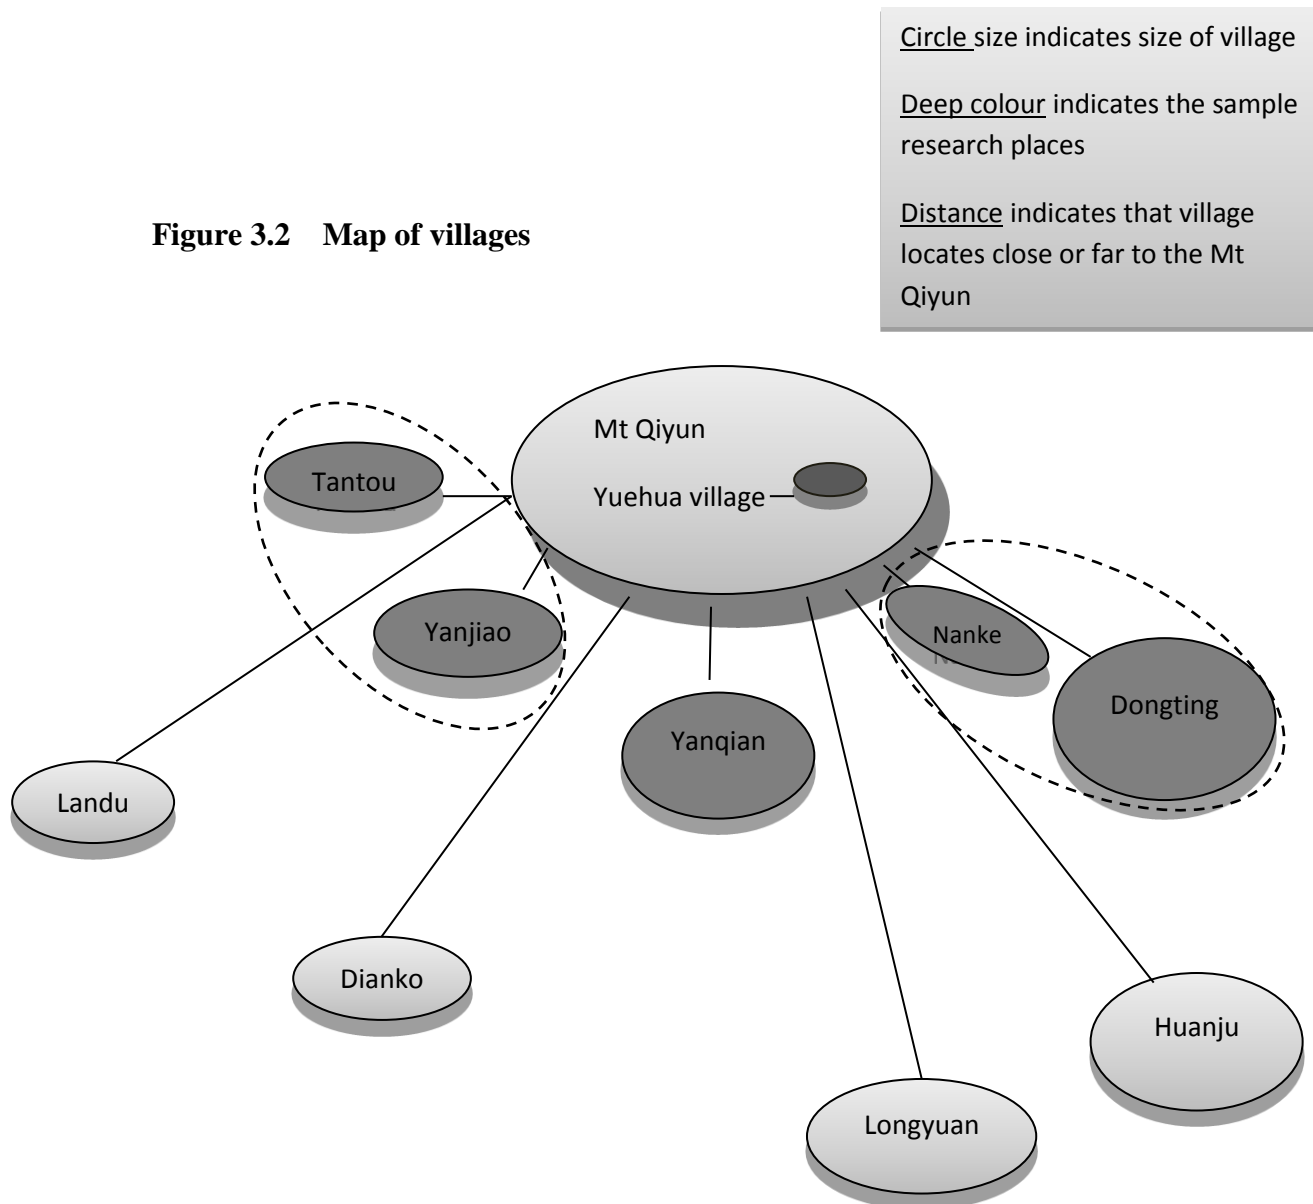 Circle size indicates size of village
Deep colour indicates the sample
research places
Distance indicates that village
locates close or far to the Mt
Qiyun
Figure 3.2 Map of villages
Mt Qiyun
Yuehua village
Tantou
Yanjiao
Nanke
Dongting
Yanqian
Landu
Dianko
Huanju
Longyuan